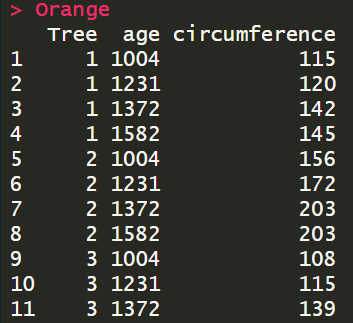 > Orange
Tree age circumference
1 1 1004 115
2 1 1231 120
3 1 1372 142
4 1 1582 145
5 2 1004 156
6 2 1231 172
7 2 1372 203
8 2 1582 203
9 3 1004 108
10 3 1231 115
11 3 1372 139